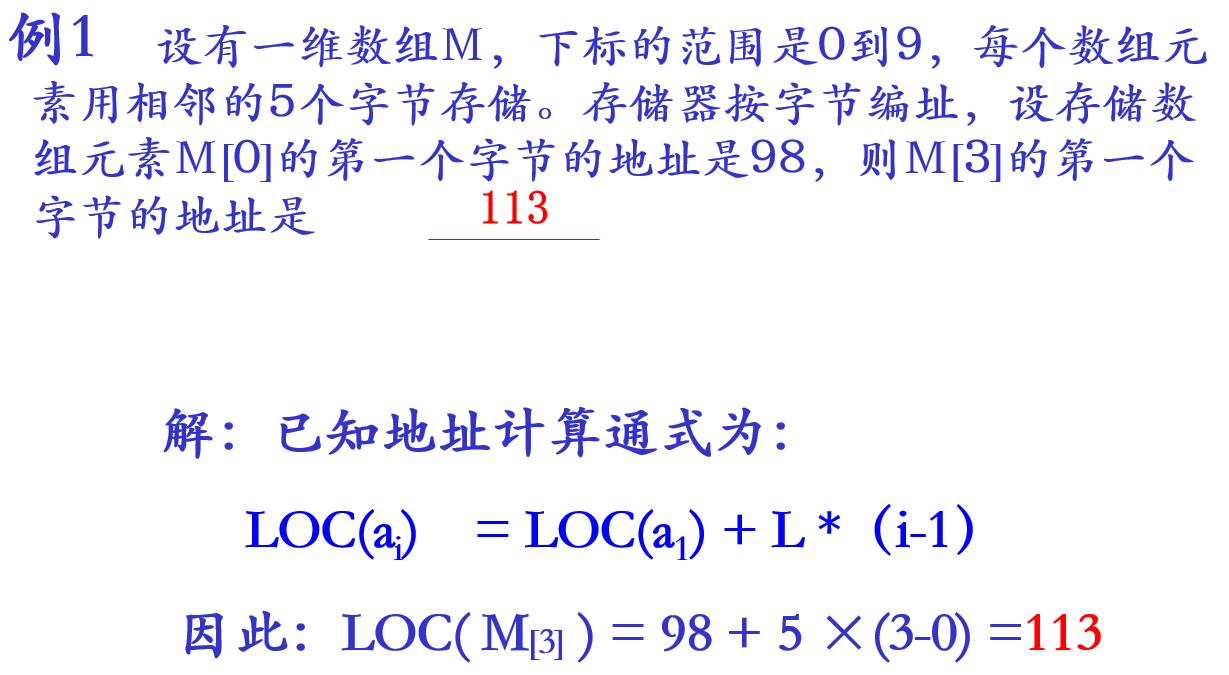 例1 设有一维数组M，下标的范围是0到9，每个数组元
素用相邻的5个字节存储。存储器按字节编址，设存储数
组元素M[0]的第一个字节的地址是98，则M[3]的第一个
字节的地址是 113
解：已知地址计算通式为：
LOC(aᵢ) = LOC(a₁) + L *（i-1）
因此：LOC( M[3] ) = 98 + 5 ×(3-0) =113